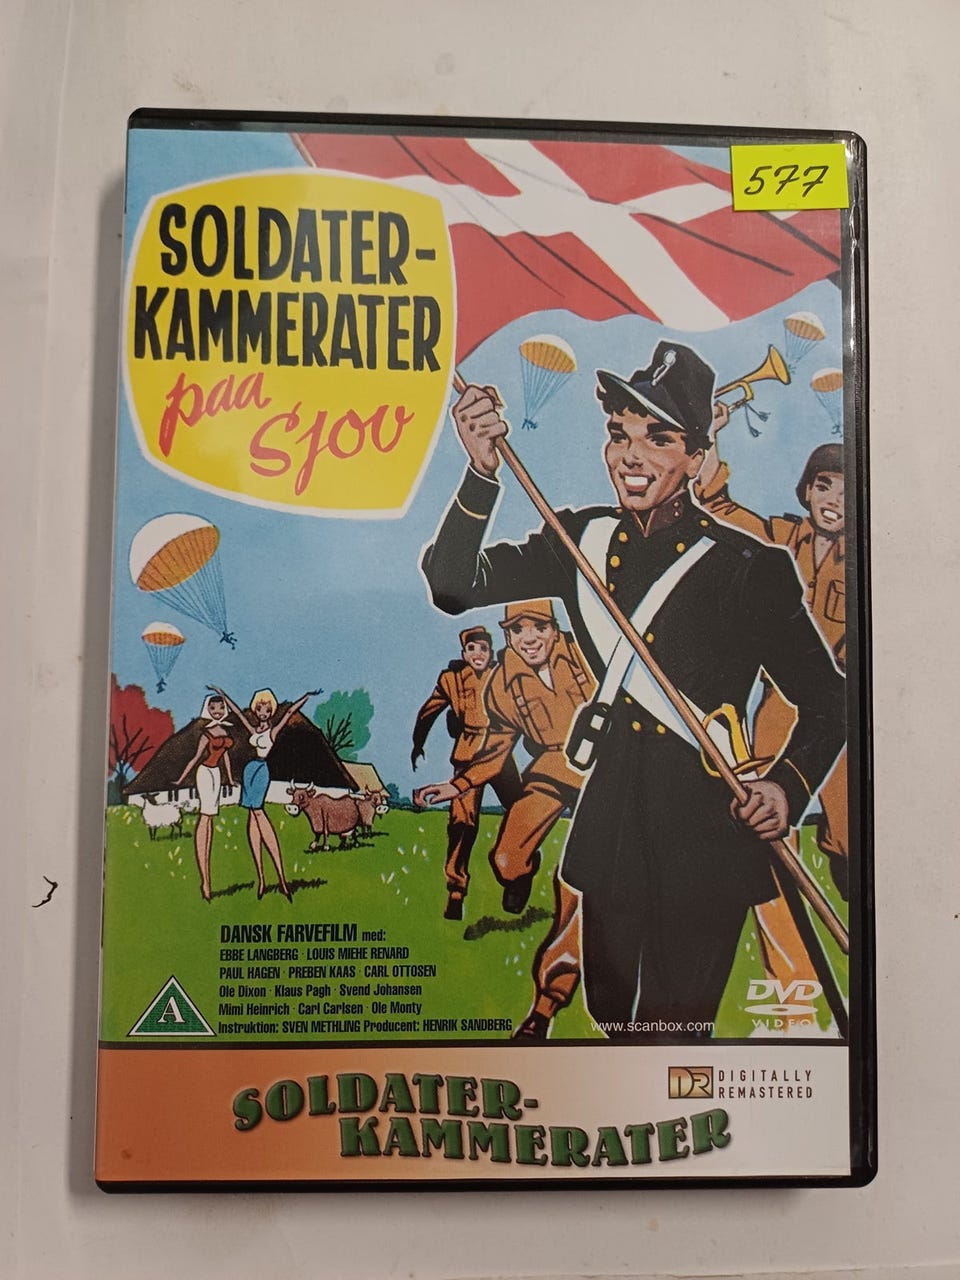 577
SOLDATER-
KAMMERATER
paa
Sjov
DANSK FARVEFILM med:
EBBE LANGBERG · LOUIS MIEHE RENARD
PAUL HAGEN · PREBEN KAAS · CARL OTTOSEN
Ole Dixon · Klaus Pagh · Svend Johansen
Mimi Heinrich · Carl Carlsen · Ole Monty
Instruktion: SVEN METHLING Producent: HENRIK SANDBERG
A
www.scanbox.com
DVD
VIDEO
DR DIGITALLY
REMASTERED
SOLDATER-
KAMMERATER